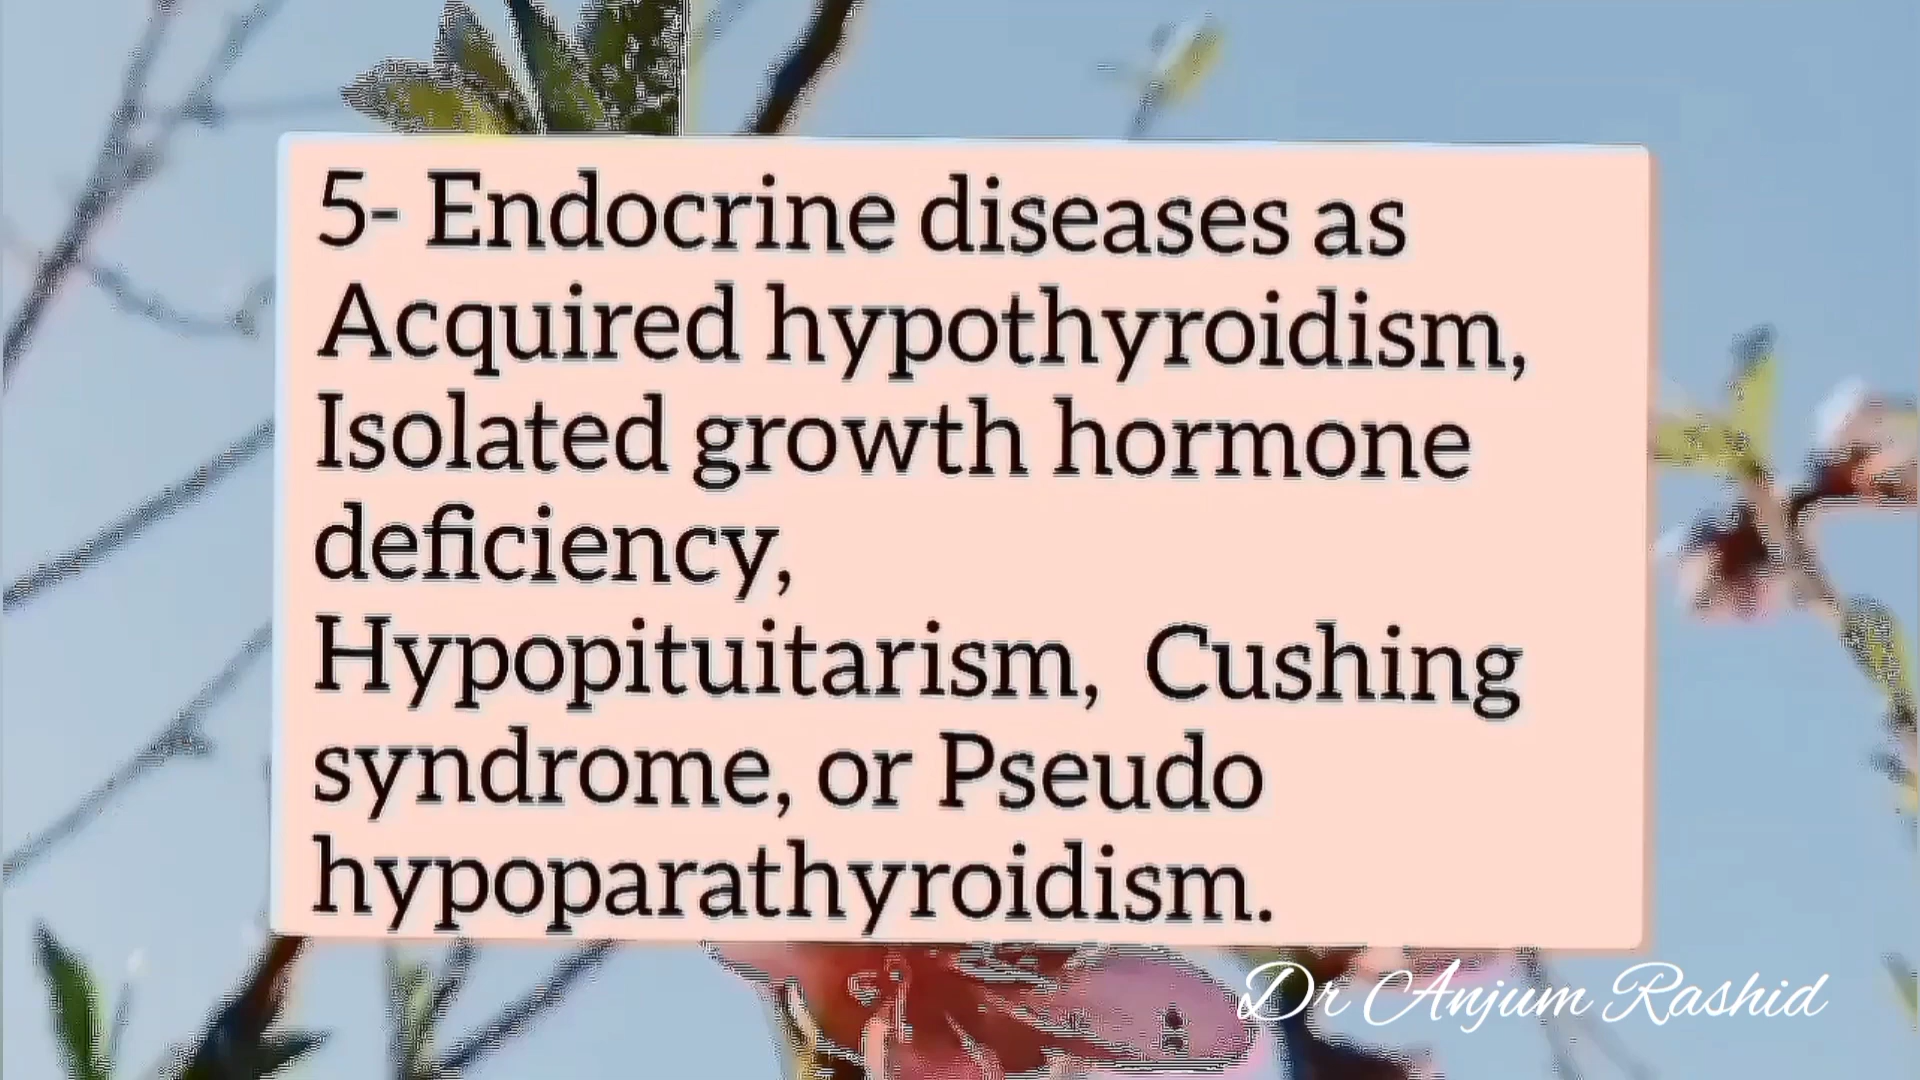 5- Endocrine diseases as
Acquired hypothyroidism,
Isolated growth hormone
deficiency,
Hypopituitarism,  Cushing
syndrome, or Pseudo
hypoparathyroidism.
Dr Anjum Rashid